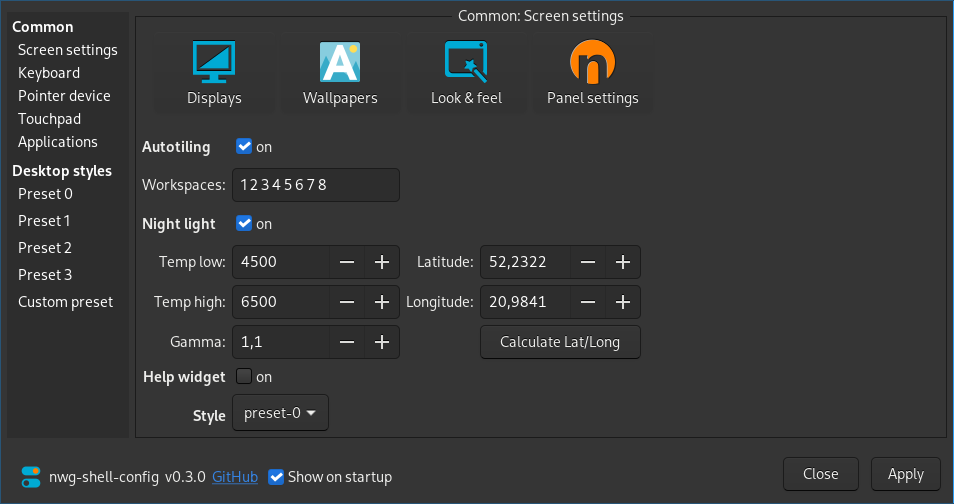 Common
Screen settings
Keyboard
Pointer device
Touchpad
Applications
Desktop styles
Preset 0
Preset 1
Preset 2
Preset 3
Custom preset
Common: Screen settings
Displays
Wallpapers
Look & feel
Panel settings
Autotiling on
Workspaces: 1 2 3 4 5 6 7 8
Night light on
Temp low: 4500 Latitude: 52,2322
Temp high: 6500 Longitude: 20,9841
Gamma: 1,1 Calculate Lat/Long
Help widget on
Style preset-0
nwg-shell-config v0.3.0 GitHub Show on startup
Close Apply